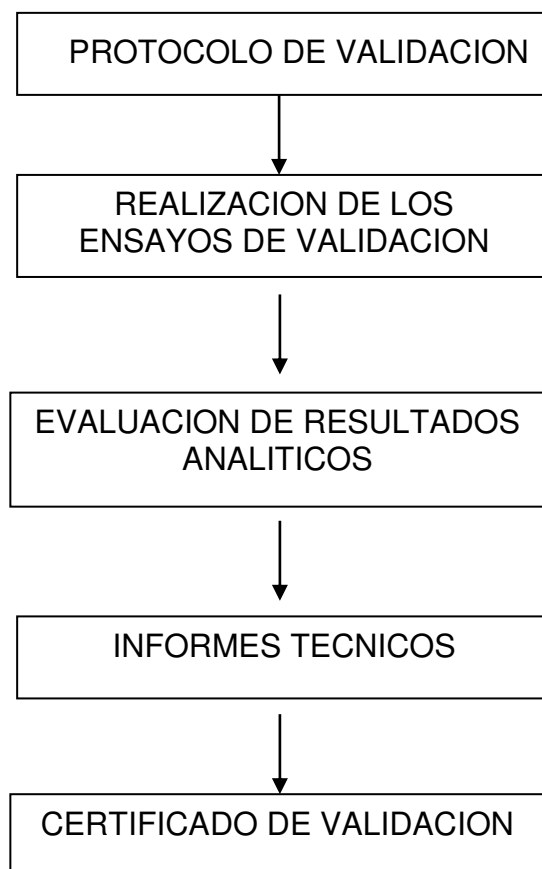 PROTOCOLO DE VALIDACION
REALIZACION DE LOS
ENSAYOS DE VALIDACION
EVALUACION DE RESULTADOS
ANALITICOS
INFORMES TECNICOS
CERTIFICADO DE VALIDACION